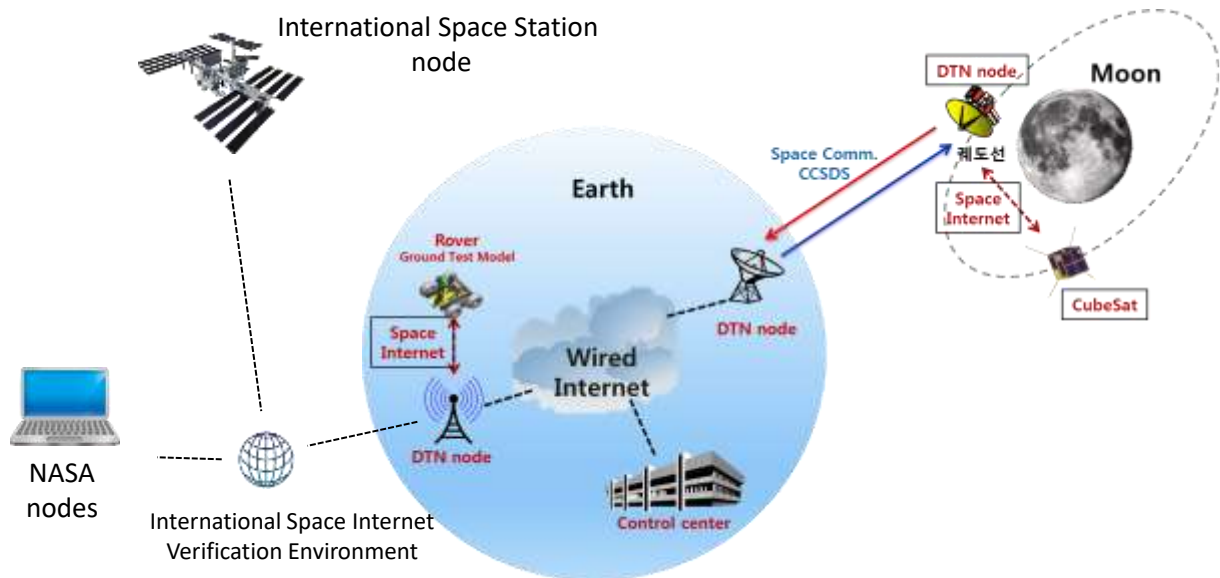 International Space Station
node
DTN node
Moon
Space Comm.
CCSDS
궤도선
Space
Internet
CubeSat
Earth
Rover
Ground Test Model
Space
Internet
DTN node
Wired
Internet
DTN node
Control center
NASA
nodes
International Space Internet
Verification Environment